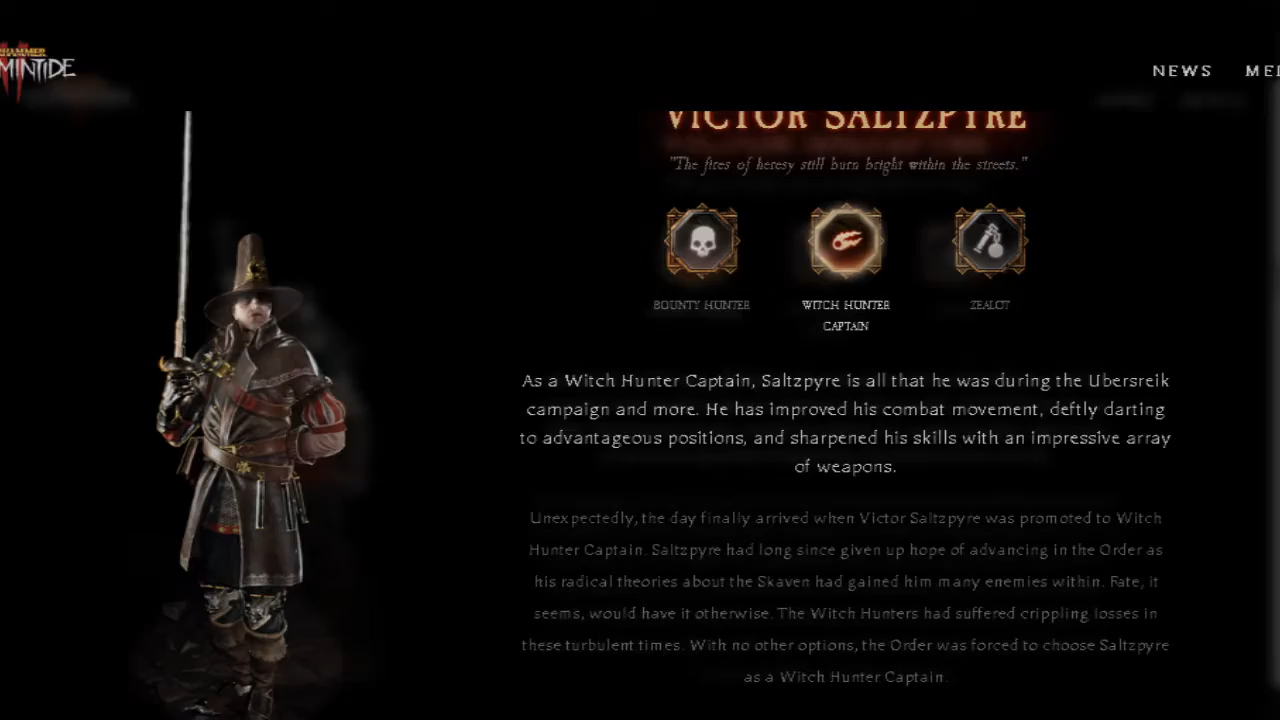 HAMMER
MINTIDE
NEWS
VICTOR SALTZPYRE
"The fires of heresy still burn bright within the streets."
BOUNTY HUNTER
WITCH HUNTER
CAPTAIN
ZEALOT
As a Witch Hunter Captain, Saltzpyre is all that he was during the Ubersreik
campaign and more. He has improved his combat movement, deftly darting
to advantageous positions, and sharpened his skills with an impressive array
of weapons.
Unexpectedly, the day finally arrived when Victor Saltzpyre was promoted to Witch
Hunter Captain. Saltzpyre had long since given up hope of advancing in the Order as
his radical theories about the Skaven had gained him many enemies within. Fate, it
seems, would have it otherwise. The Witch Hunters had suffered crippling losses in
these turbulent times. With no other options, the Order was forced to choose Saltzpyre
as a Witch Hunter Captain.